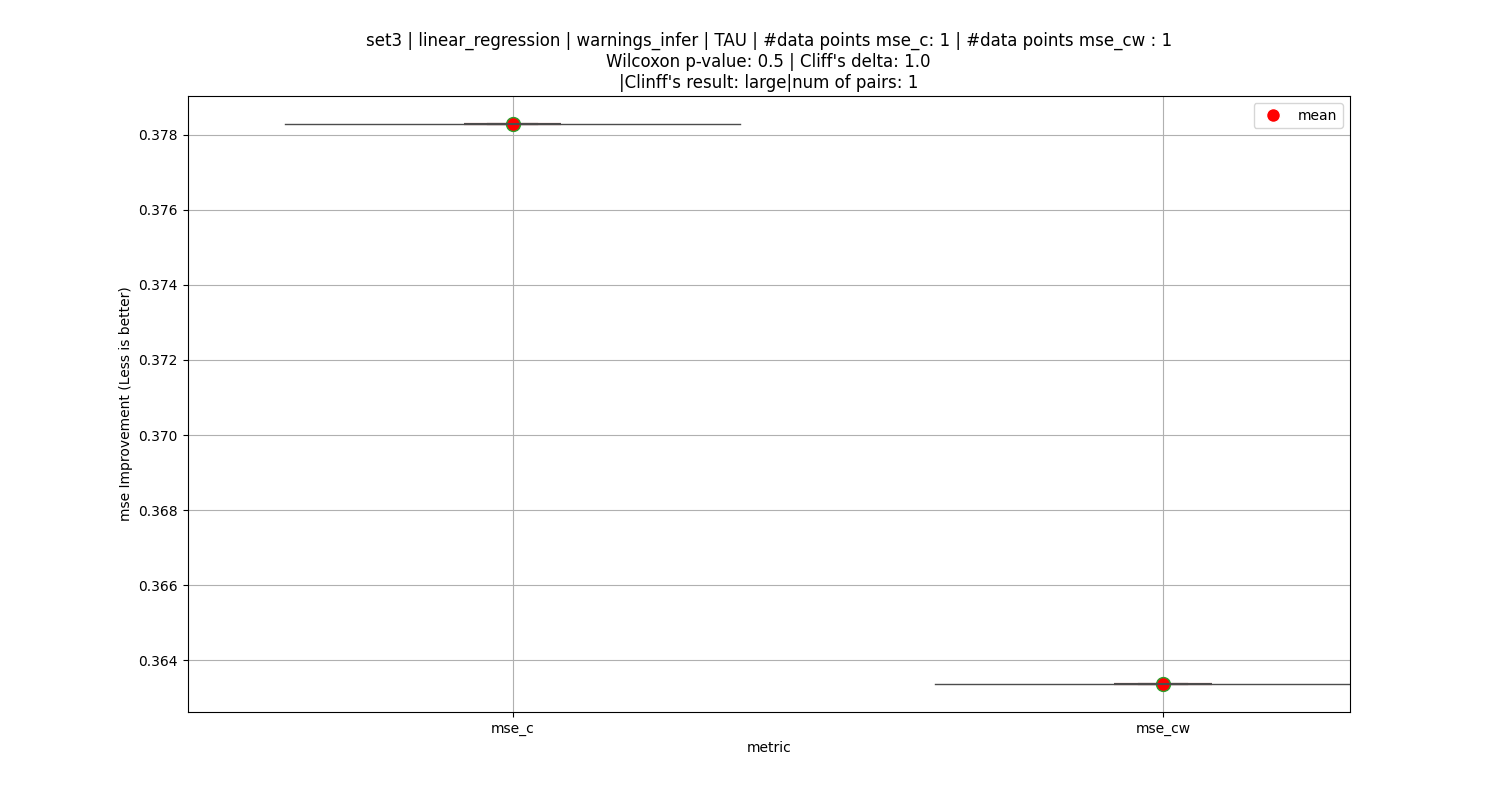 set3 | linear_regression | warnings_infer | TAU | #data points mse_c: 1 | #data points mse_cw : 1
Wilcoxon p-value: 0.5 | Cliff's delta: 1.0
|Clinff's result: large|num of pairs: 1
mean
0.378
0.376
0.374
0.372
0.370
0.368
0.366
0.364
mse Improvement (Less is better)
mse_c
mse_cw
metric